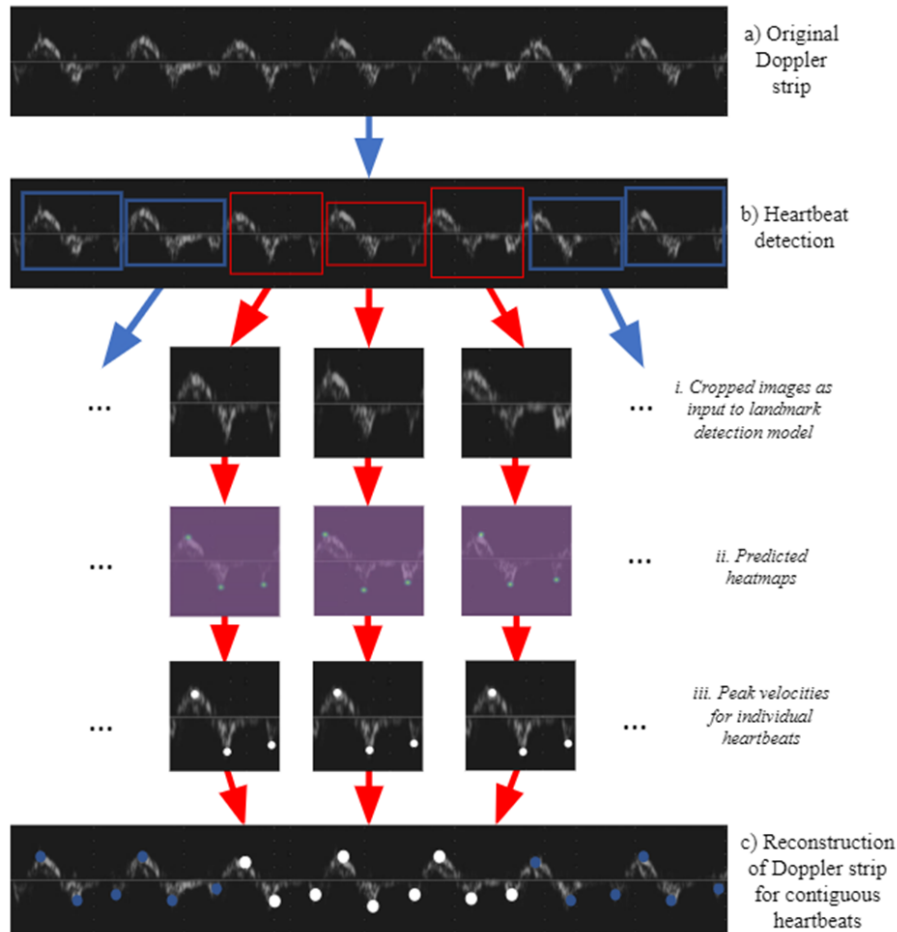 a) Original
Doppler
strip
b) Heartbeat
detection
i. Cropped images as
input to landmark
detection model
...
...
ii. Predicted
heatmaps
...
...
iii. Peak velocities
for individual
heartbeats
...
...
c) Reconstruction
of Doppler strip
for contiguous
heartbeats